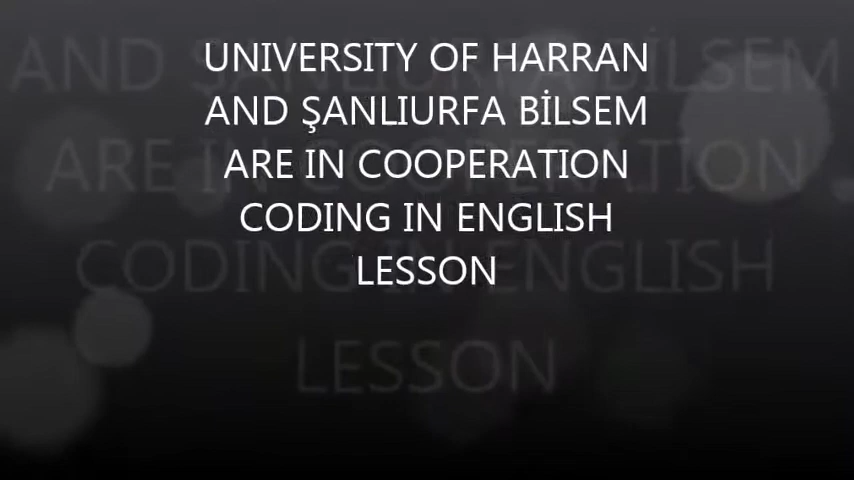 UNIVERSITY OF HARRAN
AND ŞANLIURFA BİLSEM
ARE IN COOPERATION
CODING IN ENGLISH
LESSON